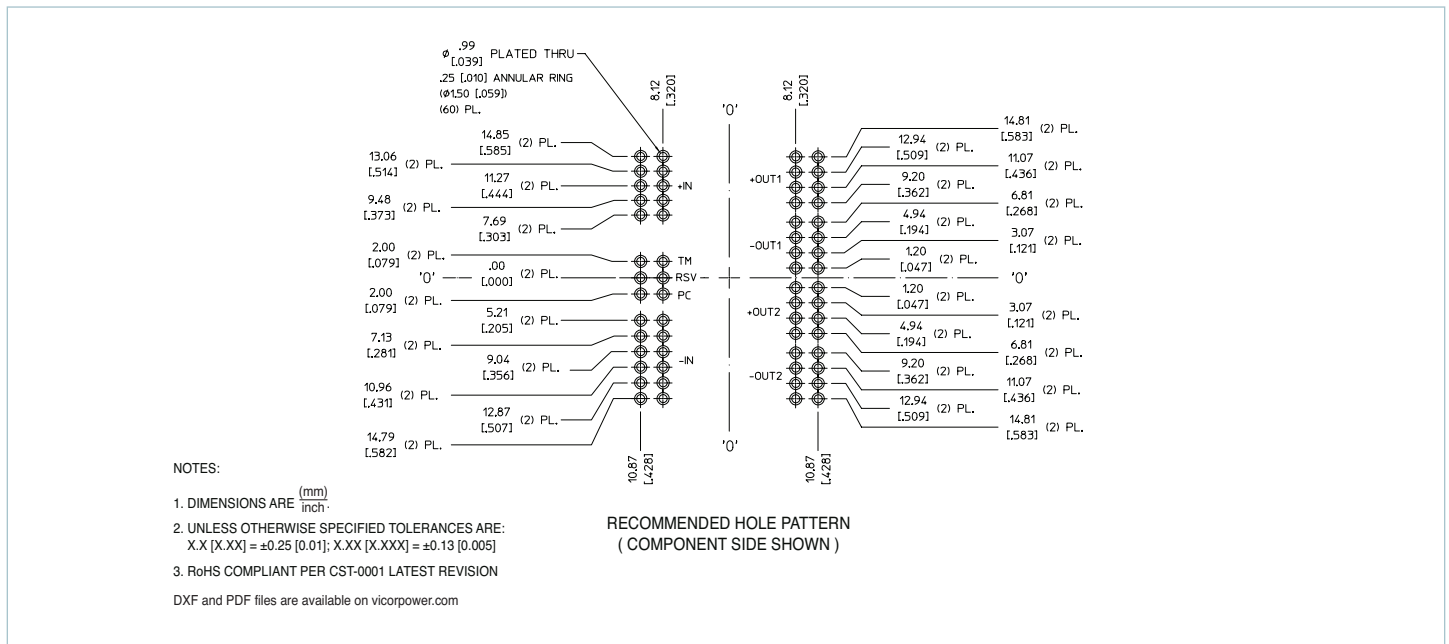 ø .99 PLATED THRU
[.039]
.25 [.010] ANNULAR RING
(ø1.50 [.059])
(60) PL.
8.12
[.320]
'0'
8.12
[.320]
14.85
[.585] (2) PL.
13.06
[.514] (2) PL.
11.27
[.444] (2) PL.
9.48
[.373] (2) PL.
7.69
[.303] (2) PL.
2.00
[.079] (2) PL.
'0'
.00
[.000] (2) PL.
2.00
[.079] (2) PL.
5.21
[.205] (2) PL.
7.13
[.281] (2) PL.
9.04
[.356] (2) PL.
10.96
[.431] (2) PL.
12.87
[.507] (2) PL.
14.79
[.582] (2) PL.
+IN
TM
RSV
PC
-IN
10.87
[.428]
'0'
+OUT1
-OUT1
+OUT2
-OUT2
10.87
[.428]
14.81
[.583] (2) PL.
12.94
[.509] (2) PL.
11.07
[.436] (2) PL.
9.20
[.362] (2) PL.
6.81
[.268] (2) PL.
4.94
[.194] (2) PL.
3.07
[.121] (2) PL.
1.20
[.047] (2) PL.
'0'
1.20
[.047] (2) PL.
3.07
[.121] (2) PL.
4.94
[.194] (2) PL.
6.81
[.268] (2) PL.
9.20
[.362] (2) PL.
11.07
[.436] (2) PL.
12.94
[.509] (2) PL.
14.81
[.583] (2) PL.
RECOMMENDED HOLE PATTERN
( COMPONENT SIDE SHOWN )
NOTES:
1. DIMENSIONS ARE (mm)
inch.
2. UNLESS OTHERWISE SPECIFIED TOLERANCES ARE:
X.X [X.XX] = ±0.25 [0.01]; X.XX [X.XXX] = ±0.13 [0.005]
3. RoHS COMPLIANT PER CST-0001 LATEST REVISION
DXF and PDF files are available on vicorpower.com